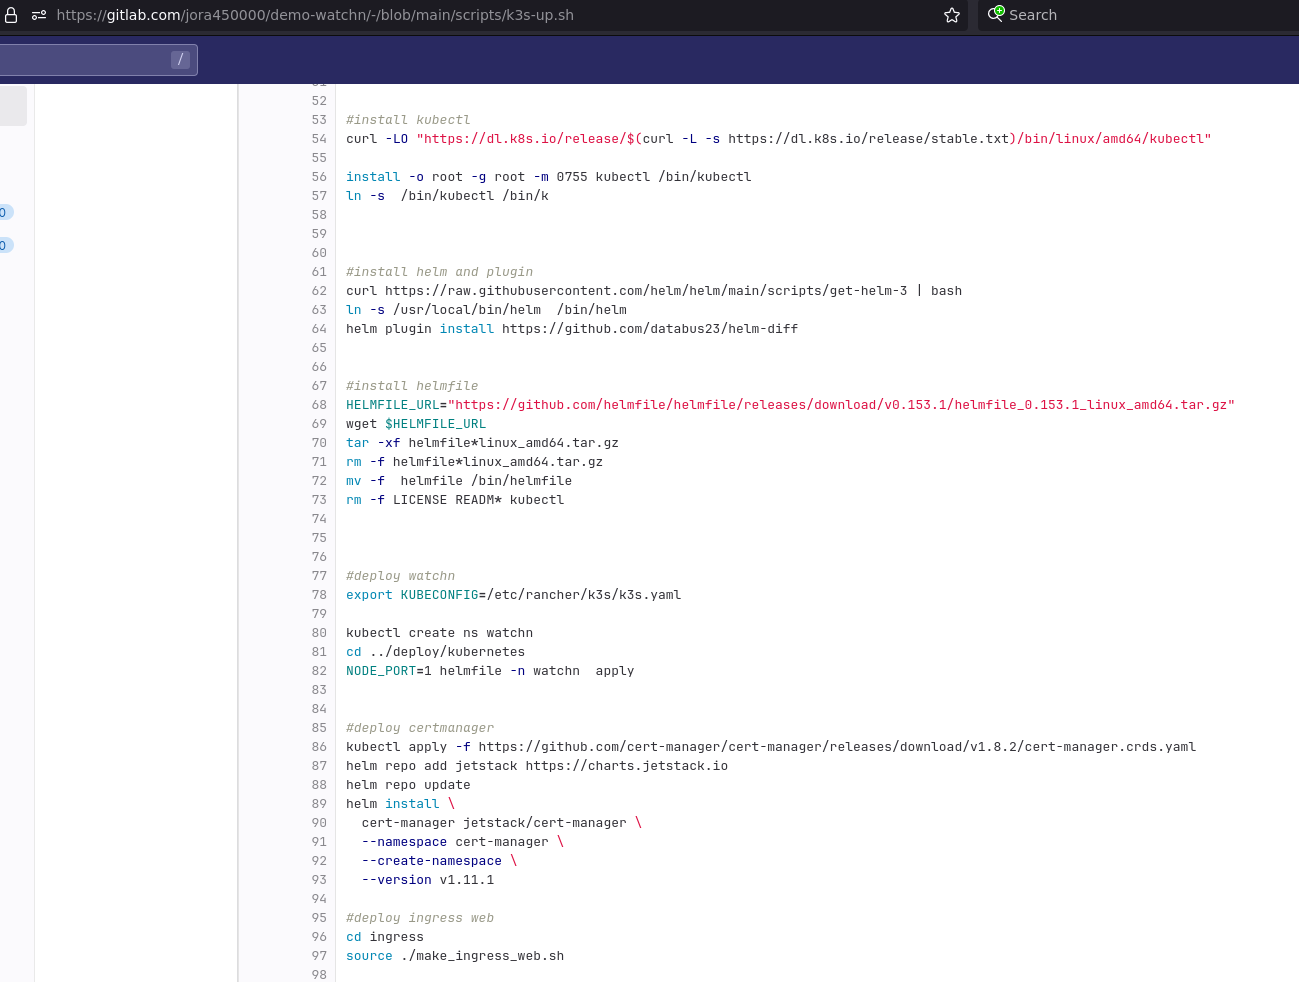 https://gitlab.com/jora450000/demo-watchn/-/blob/main/scripts/k3s-up.sh
Search
/
0
0
52
53 #install kubectl
54 curl -LO "https://dl.k8s.io/release/$(curl -L -s https://dl.k8s.io/release/stable.txt)/bin/linux/amd64/kubectl"
55
56 install -o root -g root -m 0755 kubectl /bin/kubectl
57 ln -s  /bin/kubectl /bin/k
58
59
60
61 #install helm and plugin
62 curl https://raw.githubusercontent.com/helm/helm/main/scripts/get-helm-3 | bash
63 ln -s /usr/local/bin/helm  /bin/helm
64 helm plugin install https://github.com/databus23/helm-diff
65
66
67 #install helmfile
68 HELMFILE_URL="https://github.com/helmfile/helmfile/releases/download/v0.153.1/helmfile_0.153.1_linux_amd64.tar.gz"
69 wget $HELMFILE_URL
70 tar -xf helmfile*linux_amd64.tar.gz
71 rm -f helmfile*linux_amd64.tar.gz
72 mv -f  helmfile /bin/helmfile
73 rm -f LICENSE READM* kubectl
74
75
76
77 #deploy watchn
78 export KUBECONFIG=/etc/rancher/k3s/k3s.yaml
79
80 kubectl create ns watchn
81 cd ../deploy/kubernetes
82 NODE_PORT=1 helmfile -n watchn  apply
83
84
85 #deploy certmanager
86 kubectl apply -f https://github.com/cert-manager/cert-manager/releases/download/v1.8.2/cert-manager.crds.yaml
87 helm repo add jetstack https://charts.jetstack.io
88 helm repo update
89 helm install \
90   cert-manager jetstack/cert-manager \
91   --namespace cert-manager \
92   --create-namespace \
93   --version v1.11.1
94
95 #deploy ingress web
96 cd ingress
97 source ./make_ingress_web.sh
98